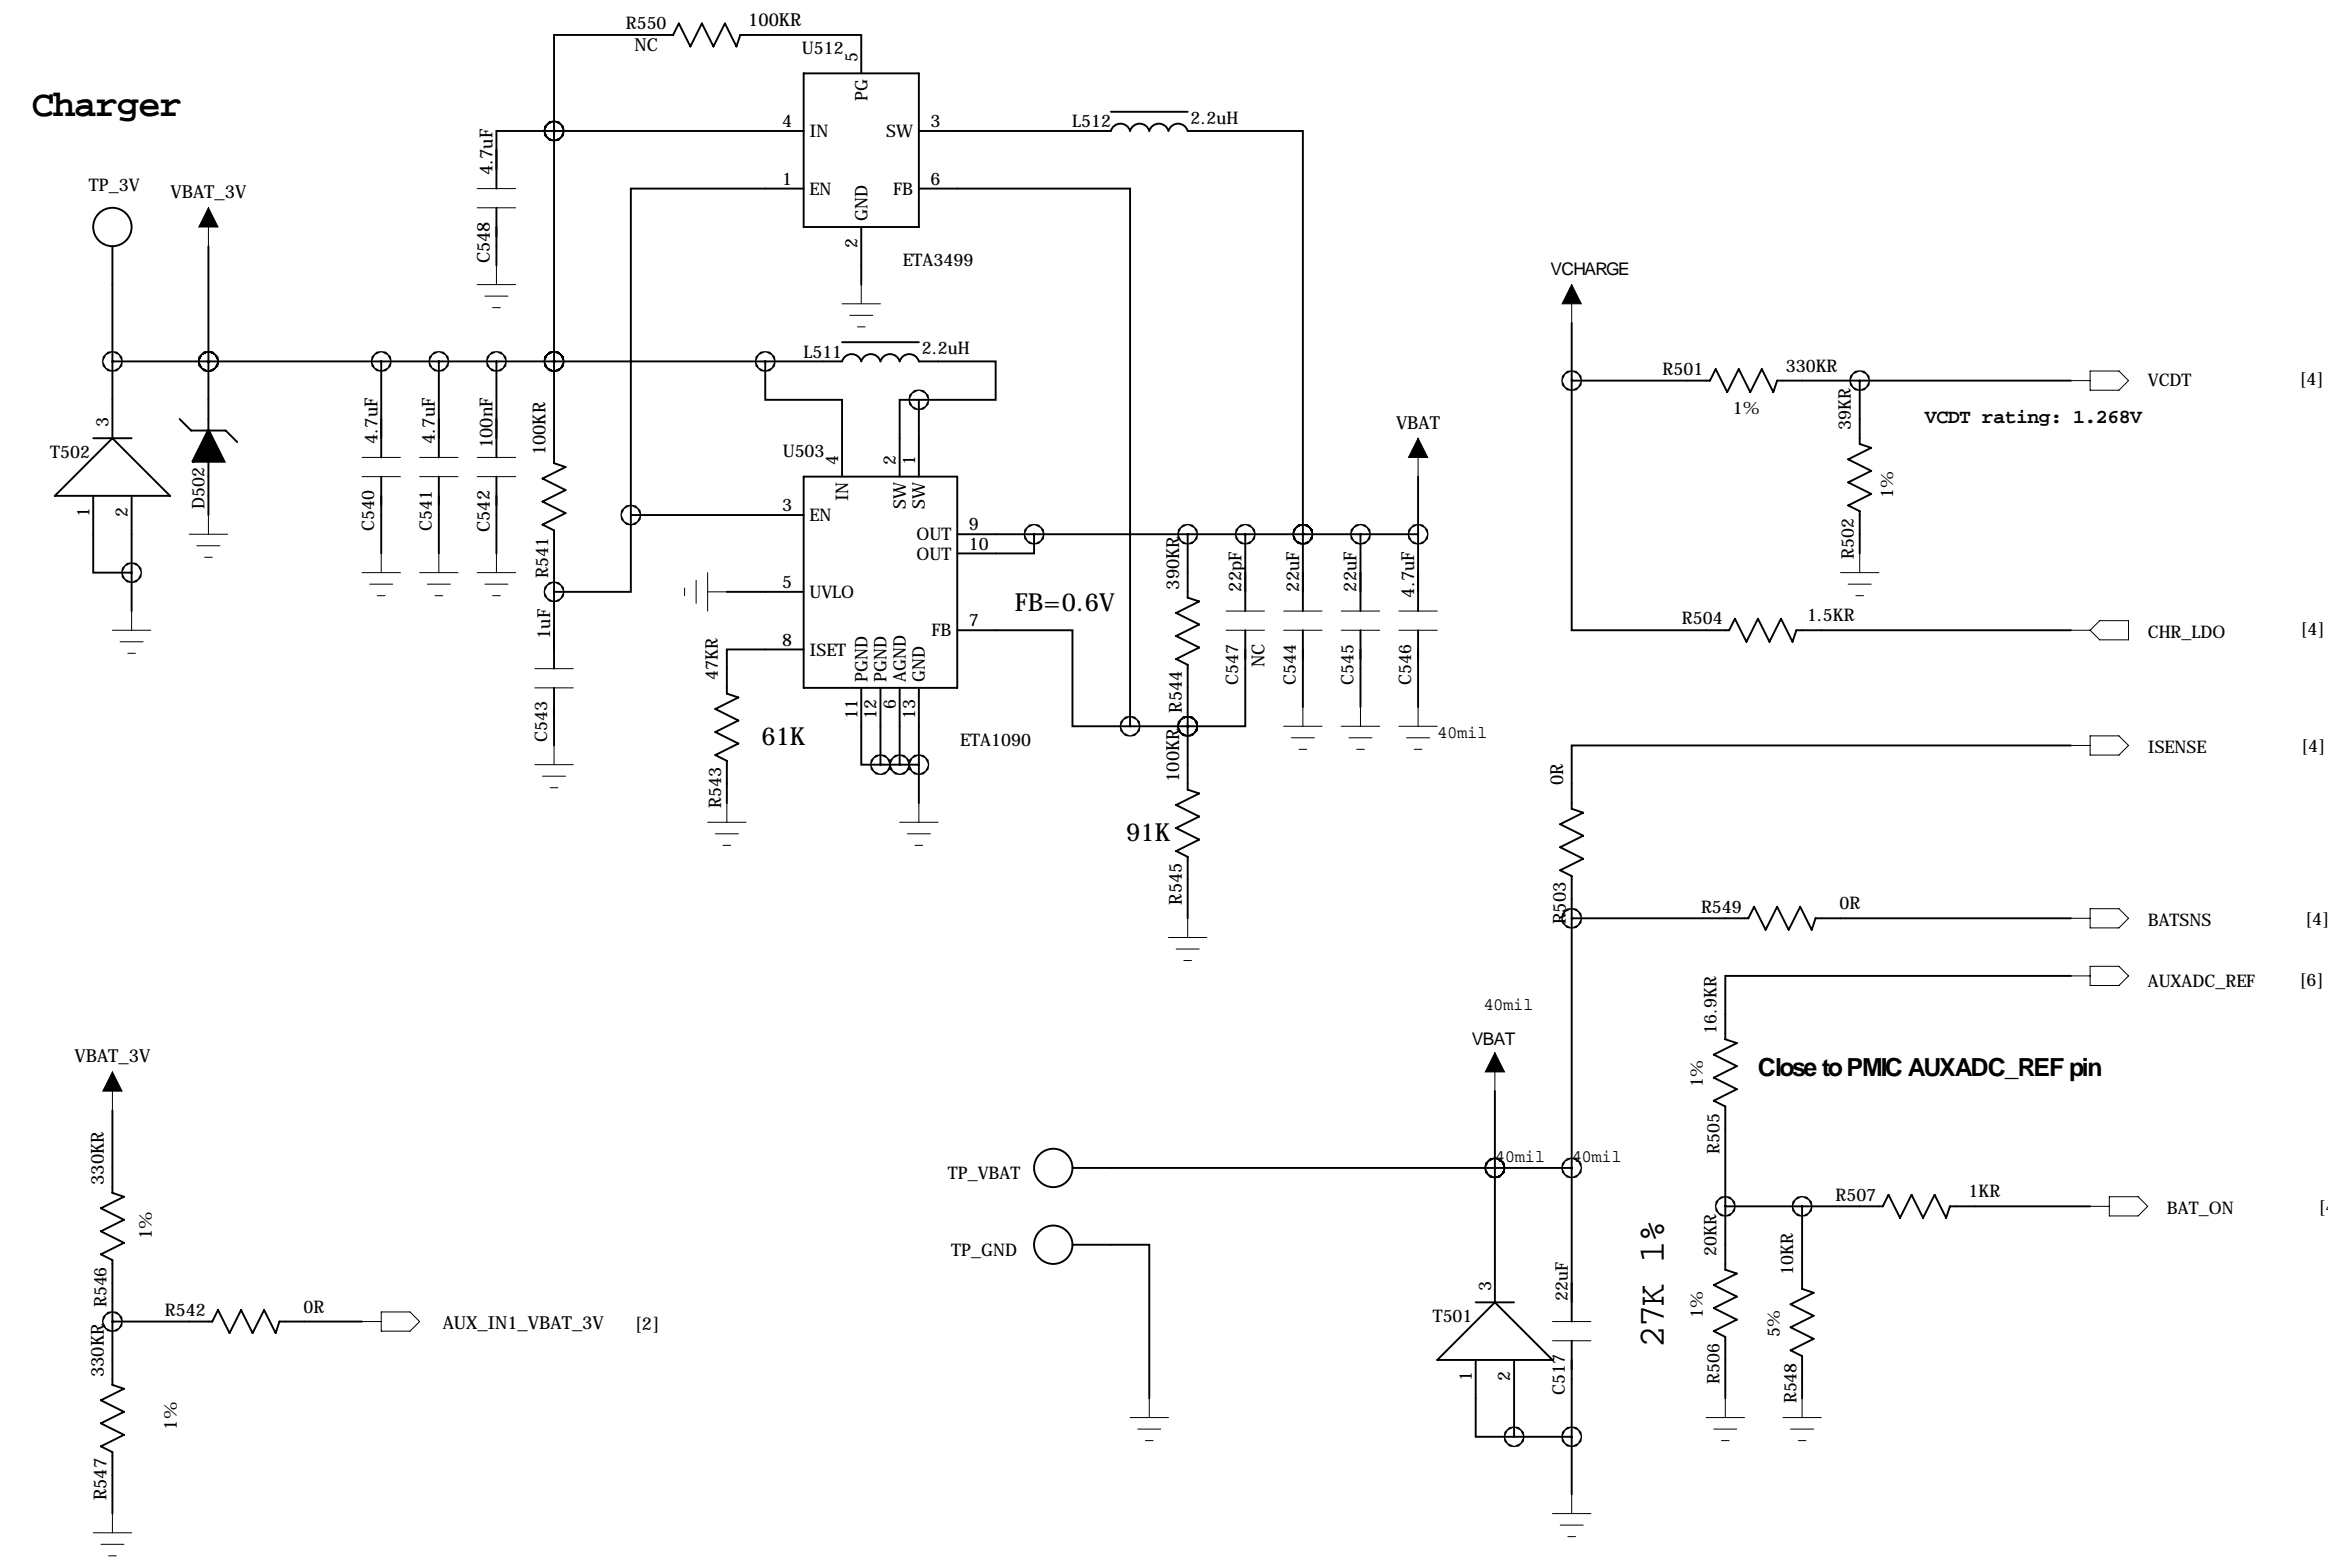 Charger
R550
NC
100KR
U512
5
PG
4
IN
SW
3
1
EN
FB
6
GND
2
ETA3499
L512
2.2uH
4.7uF
C548
TP_3V
VBAT_3V
3
T502
1
2
D502
4.7uF
C540
4.7uF
C541
100nF
C542
100KR
R541
1uF
C543
L511
2.2uH
U503
4
2
1
IN
SW
SW
3
EN
OUT
9
OUT
10
5
UVLO
FB
7
8
ISET
PGND
PGND
AGND
GND
11
12
6
13
ETA1090
FB=0.6V
47KR
R543
61K
390KR
R544
100KR
91K
R545
22pF
C547
NC
22uF
C544
22uF
C545
4.7uF
C546
VBAT
40mil
VCHARGE
R501
330KR
1%
VCDT
[4]
39KR
1%
R502
VCDT rating: 1.268V
R504
1.5KR
CHR_LDO
[4]
ISENSE
[4]
0R
R503
R549
0R
BATSNS
[4]
AUXADC_REF
[6]
16.9KR
1%
R505
Close to PMIC AUXADC_REF pin
40mil
VBAT
40mil
40mil
TP_VBAT
TP_GND
3
T501
1
2
22uF
C517
27K 1%
20KR
1%
R506
10KR
5%
R548
R507
1KR
BAT_ON
VBAT_3V
330KR
1%
R546
R542
0R
AUX_IN1_VBAT_3V
[2]
330KR
1%
R547